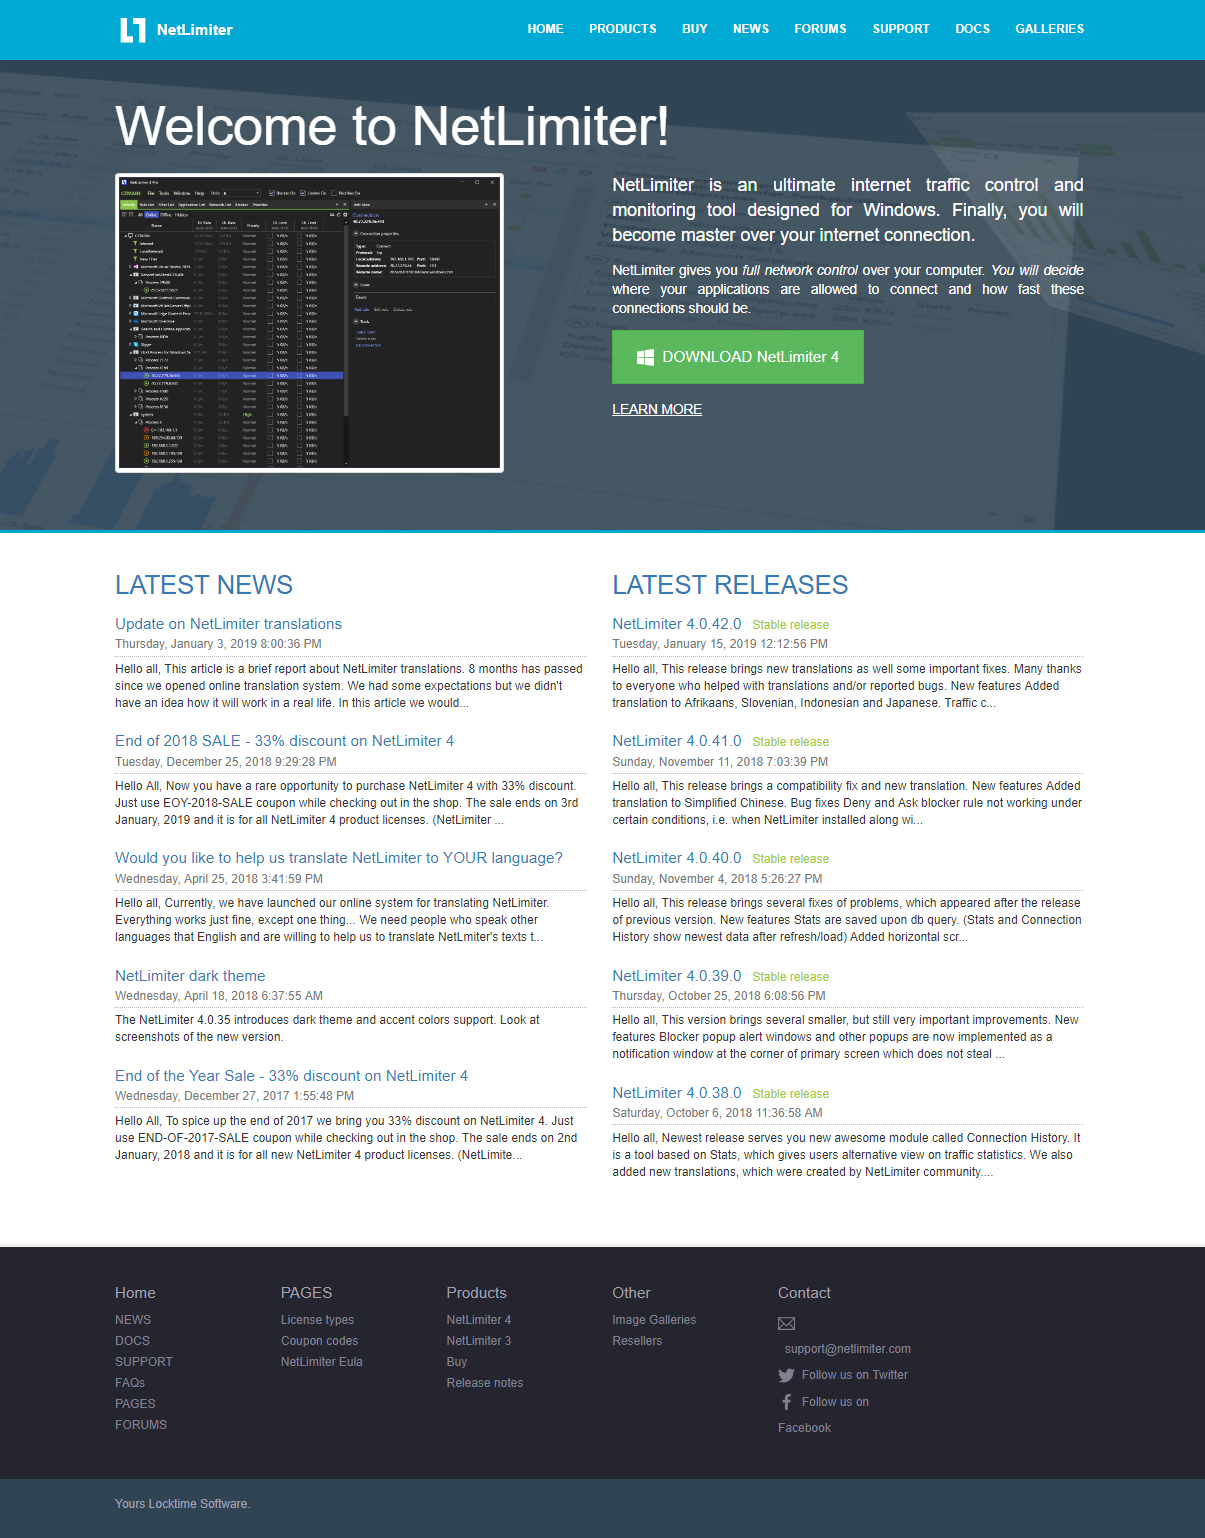 NetLimiter
HOME PRODUCTS BUY NEWS FORUMS SUPPORT DOCS GALLERIES
Welcome to NetLimiter!
NetLimiter is an ultimate internet traffic control and
monitoring tool designed for Windows. Finally, you will
become master over your internet connection.
NetLimiter gives you full network control over your computer. You will decide
where your applications are allowed to connect and how fast these
connections should be.
DOWNLOAD NetLimiter 4
LEARN MORE
LATEST NEWS
Update on NetLimiter translations
Thursday, January 3, 2019 8:00:36 PM
Hello all, This article is a brief report about NetLimiter translations. 8 months has passed
since we opened online translation system. We had some expectations but we didn't
have an idea how it will work in a real life. In this article we would...
End of 2018 SALE - 33% discount on NetLimiter 4
Tuesday, December 25, 2018 9:29:28 PM
Hello All, Now you have a rare opportunity to purchase NetLimiter 4 with 33% discount.
Just use EOY-2018-SALE coupon while checking out in the shop. The sale ends on 3rd
January, 2019 and it is for all NetLimiter 4 product licenses. (NetLimiter ...
Would you like to help us translate NetLimiter to YOUR language?
Wednesday, April 25, 2018 3:41:59 PM
Hello all, Currently, we have launched our online system for translating NetLimiter.
Everything works just fine, except one thing... We need people who speak other
languages that English and are willing to help us to translate NetLmiter's texts t...
NetLimiter dark theme
Wednesday, April 18, 2018 6:37:55 AM
The NetLimiter 4.0.35 introduces dark theme and accent colors support. Look at
screenshots of the new version.
End of the Year Sale - 33% discount on NetLimiter 4
Wednesday, December 27, 2017 1:55:48 PM
Hello All, To spice up the end of 2017 we bring you 33% discount on NetLimiter 4. Just
use END-OF-2017-SALE coupon while checking out in the shop. The sale ends on 2nd
January, 2018 and it is for all new NetLimiter 4 product licenses. (NetLimite...
LATEST RELEASES
NetLimiter 4.0.42.0 Stable release
Tuesday, January 15, 2019 12:12:56 PM
Hello all, This release brings new translations as well some important fixes. Many thanks
to everyone who helped with translations and/or reported bugs. New features Added
translation to Afrikaans, Slovenian, Indonesian and Japanese. Traffic c...
NetLimiter 4.0.41.0 Stable release
Sunday, November 11, 2018 7:03:39 PM
Hello all, This release brings a compatibility fix and new translation. New features Added
translation to Simplified Chinese. Bug fixes Deny and Ask blocker rule not working under
certain conditions, i.e. when NetLimiter installed along wi...
NetLimiter 4.0.40.0 Stable release
Sunday, November 4, 2018 5:26:27 PM
Hello all, This release brings several fixes of problems, which appeared after the release
of previous version. New features Stats are saved upon db query. (Stats and Connection
History show newest data after refresh/load) Added horizontal scr...
NetLimiter 4.0.39.0 Stable release
Thursday, October 25, 2018 6:08:56 PM
Hello all, This version brings several smaller, but still very important improvements. New
features Blocker popup alert windows and other popups are now implemented as a
notification window at the corner of primary screen which does not steal ...
NetLimiter 4.0.38.0 Stable release
Saturday, October 6, 2018 11:36:58 AM
Hello all, Newest release serves you new awesome module called Connection History. It
is a tool based on Stats, which gives users alternative view on traffic statistics. We also
added new translations, which were created by NetLimiter community....
Home
NEWS
DOCS
SUPPORT
FAQs
PAGES
FORUMS
PAGES
License types
Coupon codes
NetLimiter Eula
Products
NetLimiter 4
NetLimiter 3
Buy
Release notes
Other
Image Galleries
Resellers
Contact
support@netlimiter.com
Follow us on Twitter
Follow us on
Facebook
Yours Locktime Software.